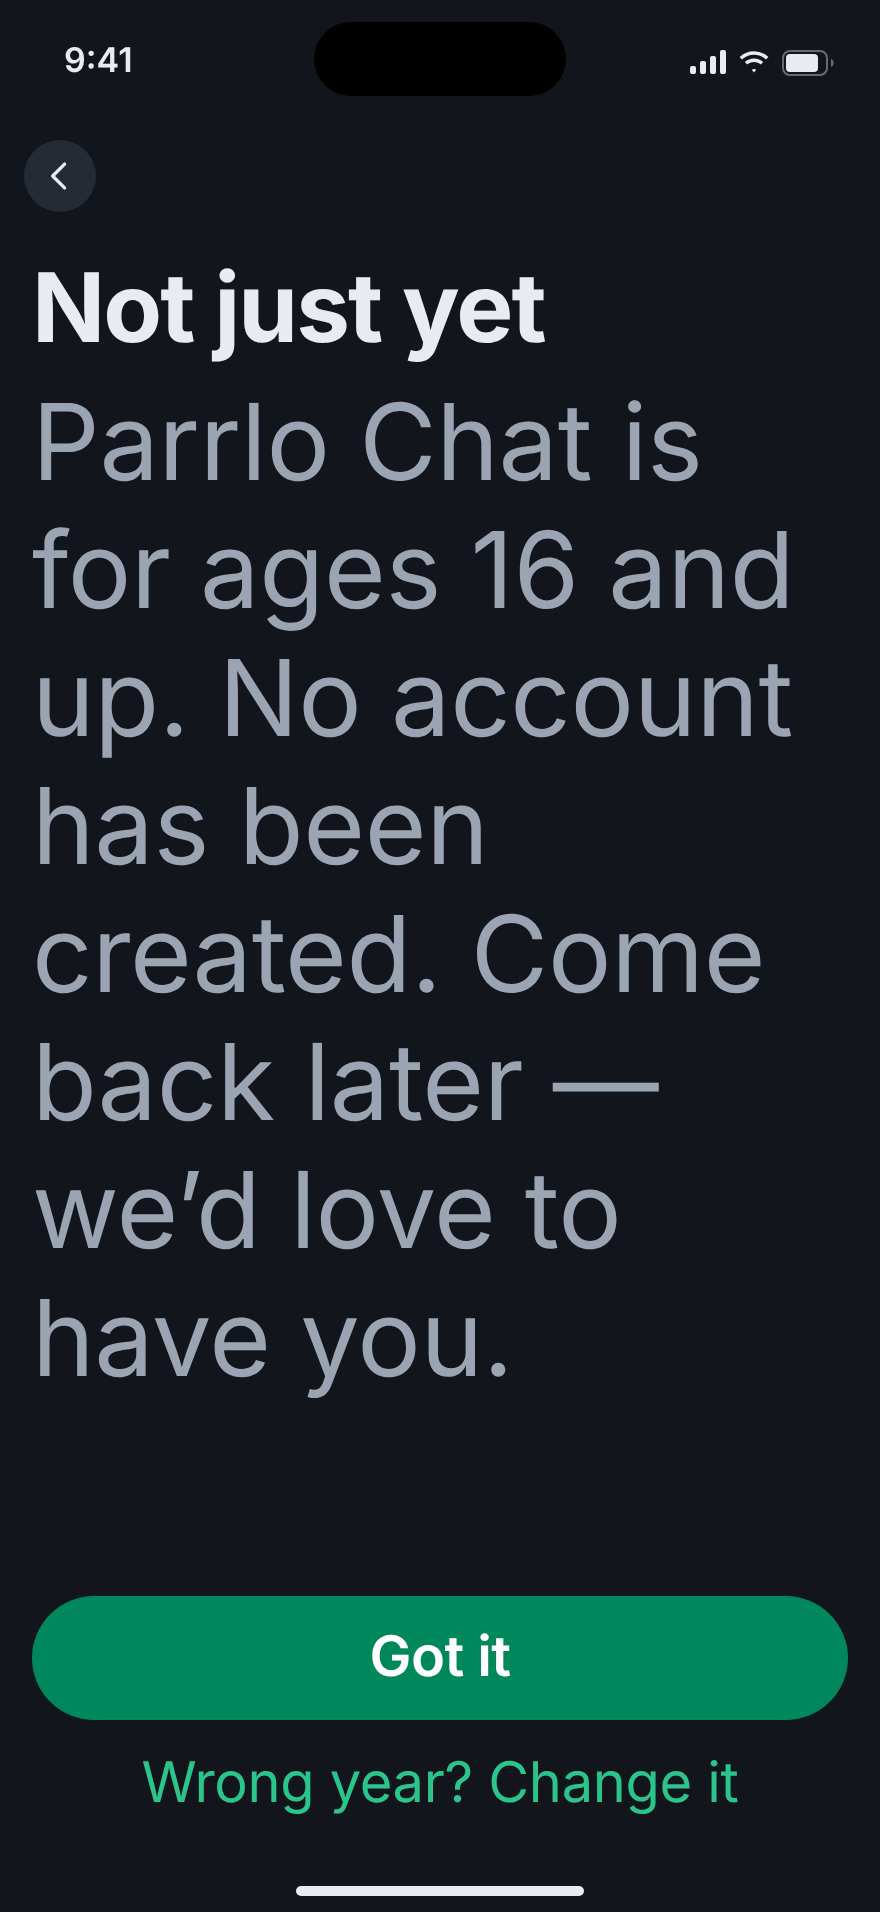 9:41
Not just yet
Parrlo Chat is
for ages 16 and
up. No account
has been
created. Come
back later —
we’d love to
have you.
Got it
Wrong year? Change it